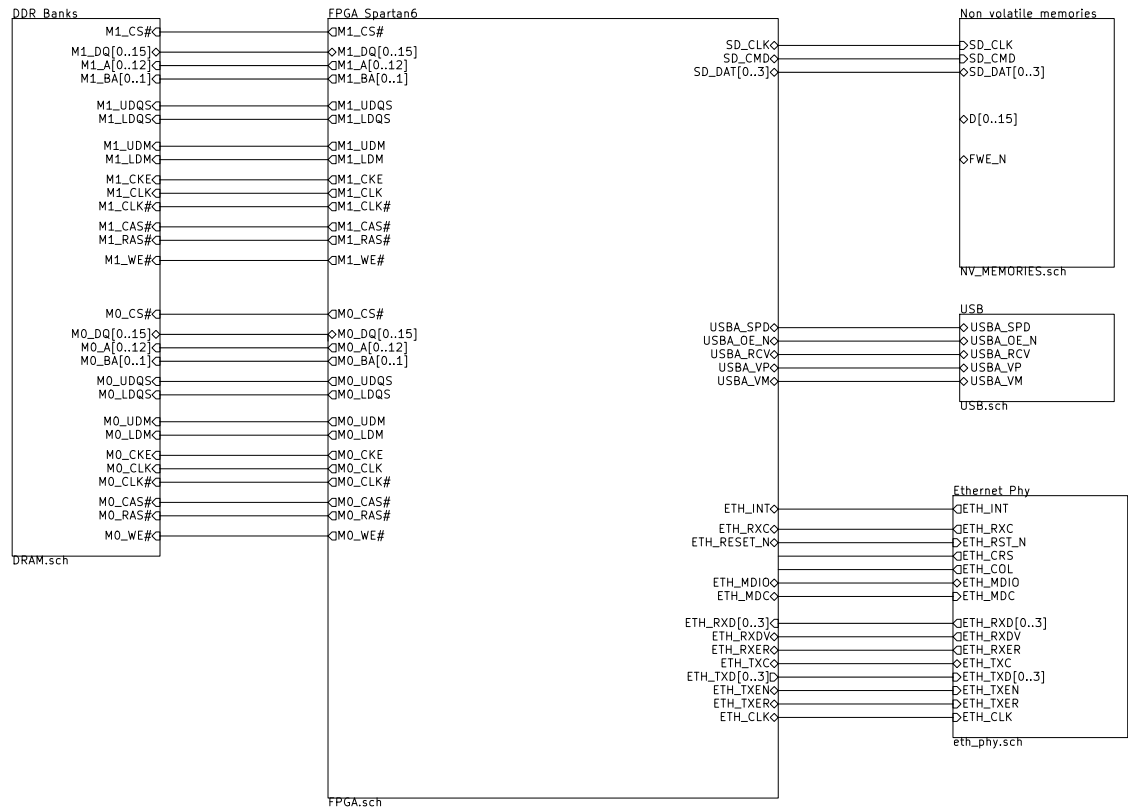 DDR Banks
M1_CS#
M1_DQ[0..15]
M1_A[0..12]
M1_BA[0..1]
M1_UDQS
M1_LDQS
M1_UDM
M1_LDM
M1_CKE
M1_CLK
M1_CLK#
M1_CAS#
M1_RAS#
M1_WE#
M0_CS#
M0_DQ[0..15]
M0_A[0..12]
M0_BA[0..1]
M0_UDQS
M0_LDQS
M0_UDM
M0_LDM
M0_CKE
M0_CLK
M0_CLK#
M0_CAS#
M0_RAS#
M0_WE#
DRAM.sch
FPGA Spartan6
M1_CS#
M1_DQ[0..15]
M1_A[0..12]
M1_BA[0..1]
M1_UDQS
M1_LDQS
M1_UDM
M1_LDM
M1_CKE
M1_CLK
M1_CLK#
M1_CAS#
M1_RAS#
M1_WE#
M0_CS#
M0_DQ[0..15]
M0_A[0..12]
M0_BA[0..1]
M0_UDQS
M0_LDQS
M0_UDM
M0_LDM
M0_CKE
M0_CLK
M0_CLK#
M0_CAS#
M0_RAS#
M0_WE#
SD_CLK
SD_CMD
SD_DAT[0..3]
USBA_SPD
USBA_OE_N
USBA_RCV
USBA_VP
USBA_VM
ETH_INT
ETH_RXC
ETH_RESET_N
ETH_MDIO
ETH_MDC
ETH_RXD[0..3]
ETH_RXDV
ETH_RXER
ETH_TXC
ETH_TXD[0..3]
ETH_TXEN
ETH_TXER
ETH_CLK
FPGA.sch
Non volatile memories
SD_CLK
SD_CMD
SD_DAT[0..3]
D[0..15]
FWE_N
NV_MEMORIES.sch
USB
USBA_SPD
USBA_OE_N
USBA_RCV
USBA_VP
USBA_VM
USB.sch
Ethernet Phy
ETH_INT
ETH_RXC
ETH_RST_N
ETH_CRS
ETH_COL
ETH_MDIO
ETH_MDC
ETH_RXD[0..3]
ETH_RXDV
ETH_RXER
ETH_TXC
ETH_TXD[0..3]
ETH_TXEN
ETH_TXER
ETH_CLK
eth_phy.sch